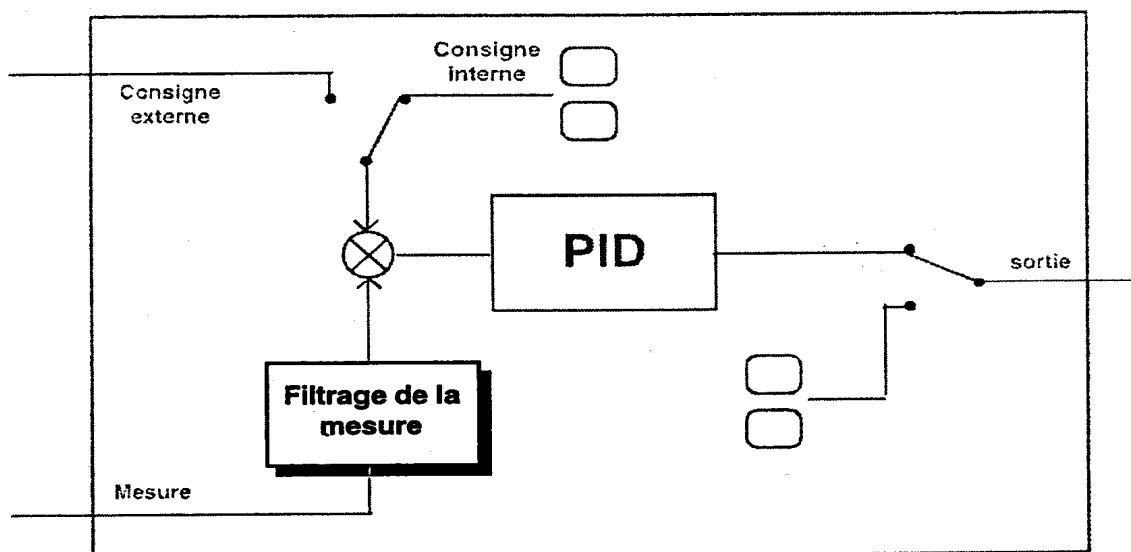 Consigne
interne
Consigne
externe
PID
sortie
Filtrage de la
mesure
Mesure